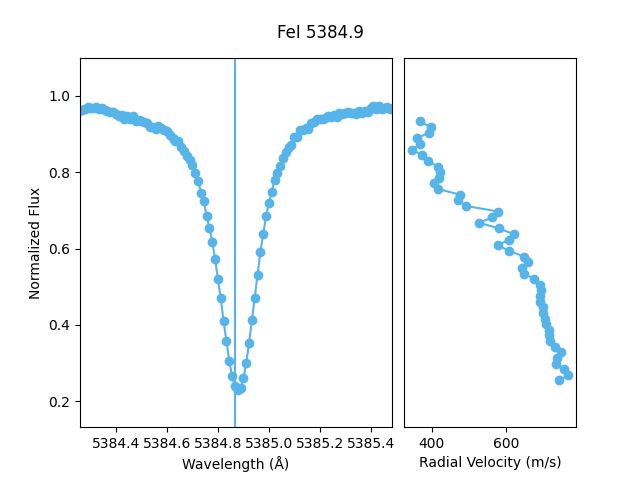 FeI 5384.9
Normalized Flux
1.0
0.8
0.6
0.4
0.2
5384.4 5384.6 5384.8 5385.0 5385.2 5385.4
Wavelength (Å)
400 600
Radial Velocity (m/s)